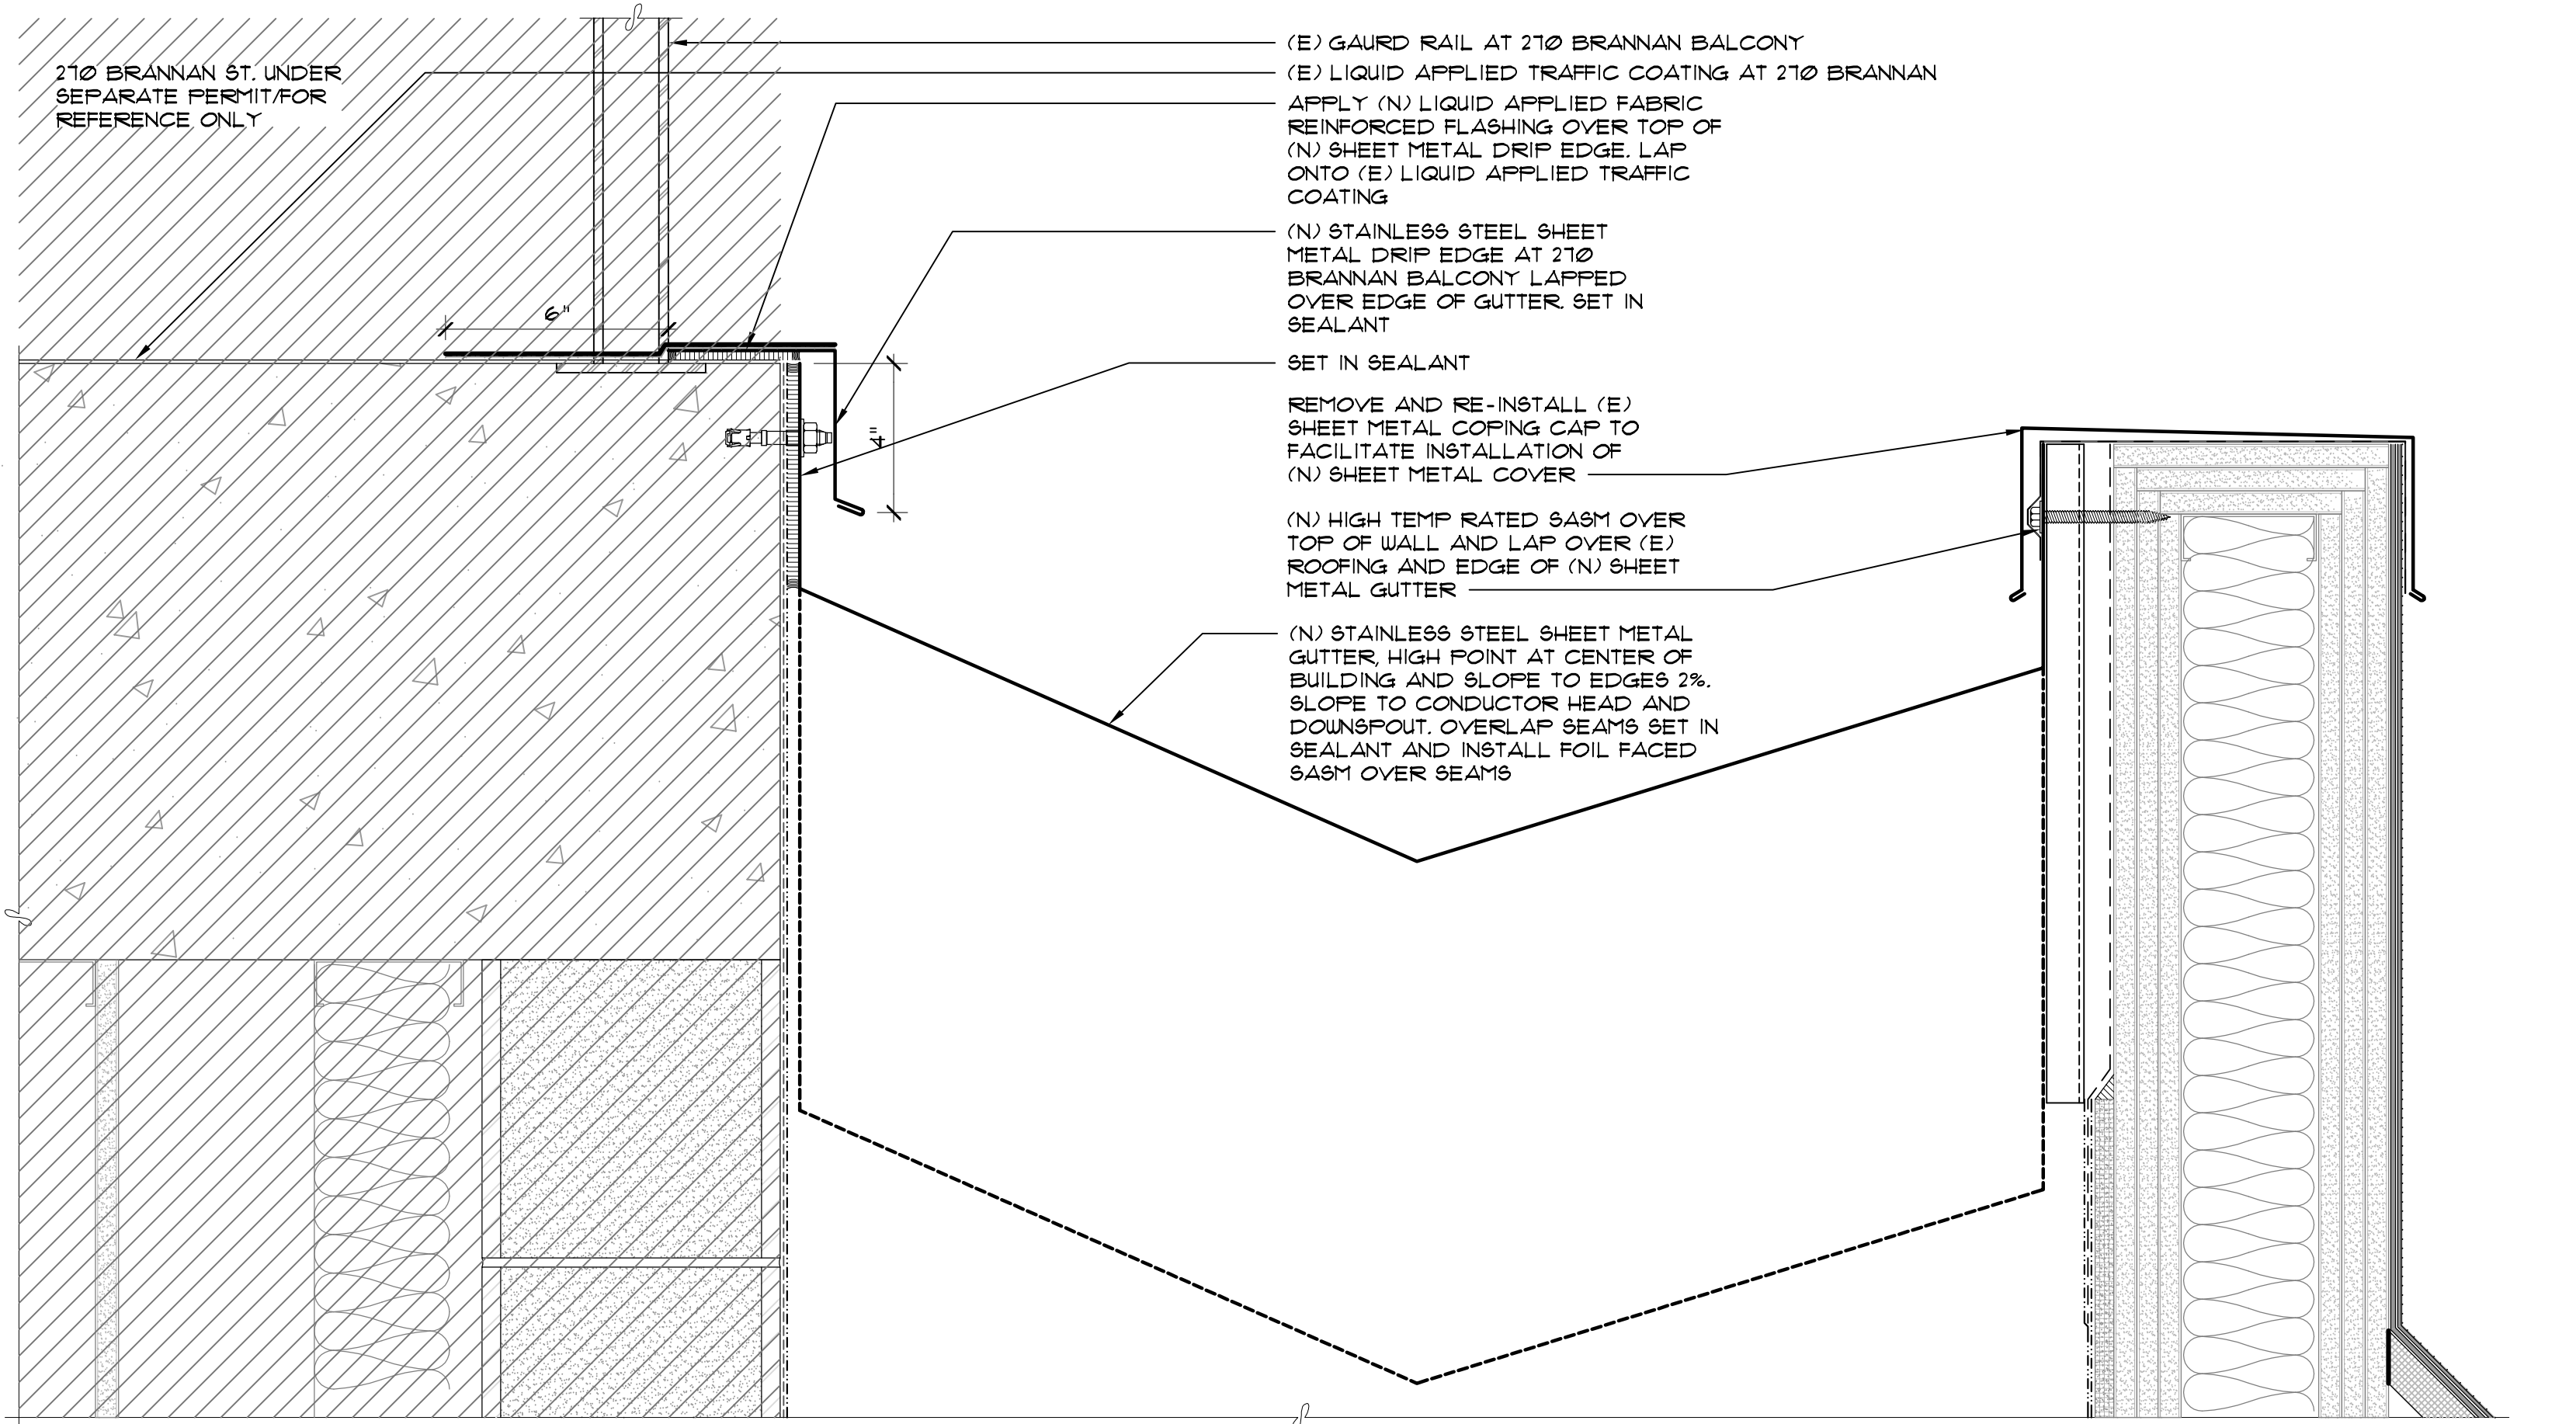 270 BRANNAN ST. UNDER
SEPARATE PERMIT/FOR
REFERENCE ONLY
(E) GAURD RAIL AT 270 BRANNAN BALCONY
(E) LIQUID APPLIED TRAFFIC COATING AT 270 BRANNAN
APPLY (N) LIQUID APPLIED FABRIC
REINFORCED FLASHING OVER TOP OF
(N) SHEET METAL DRIP EDGE. LAP
ONTO (E) LIQUID APPLIED TRAFFIC
COATING
(N) STAINLESS STEEL SHEET
METAL DRIP EDGE AT 270
BRANNAN BALCONY LAPPED
OVER EDGE OF GUTTER. SET IN
SEALANT
6"
SET IN SEALANT
4"
REMOVE AND RE-INSTALL (E)
SHEET METAL COPING CAP TO
FACILITATE INSTALLATION OF
(N) SHEET METAL COVER
(N) HIGH TEMP RATED SASM OVER
TOP OF WALL AND LAP OVER (E)
ROOFING AND EDGE OF (N) SHEET
METAL GUTTER
(N) STAINLESS STEEL SHEET METAL
GUTTER, HIGH POINT AT CENTER OF
BUILDING AND SLOPE TO EDGES 2%.
SLOPE TO CONDUCTOR HEAD AND
DOWNSPOUT. OVERLAP SEAMS SET IN
SEALANT AND INSTALL FOIL FACED
SASM OVER SEAMS